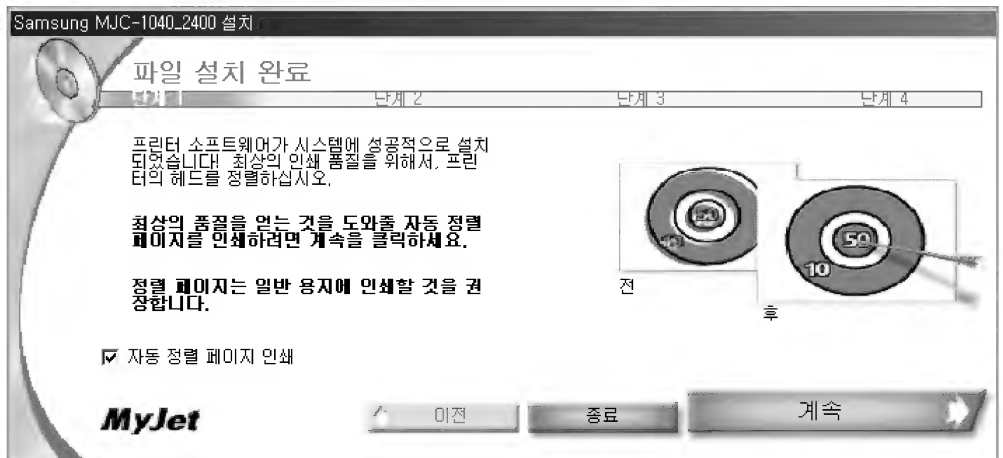 Samsung MJC-1040_2400 설치
파일 설치 완료
단계 1 단계 2 단계 3 단계 4
프린터 소프트웨어가 시스템에 성공적으로 설치
되었습니다! 최상의 인쇄 품질을 위해서, 프린
터의 헤드를 정렬하십시오.
최상의 품질을 얻는 것을 도와줄 자동 정렬
페이지를 인쇄하려면 계속을 클릭하세요.
정렬 페이지는 일반 용지에 인쇄할 것을 권
장합니다.
50
10
전
50
10
후
자동 정렬 페이지 인쇄
MyJet
이전 종료 계속